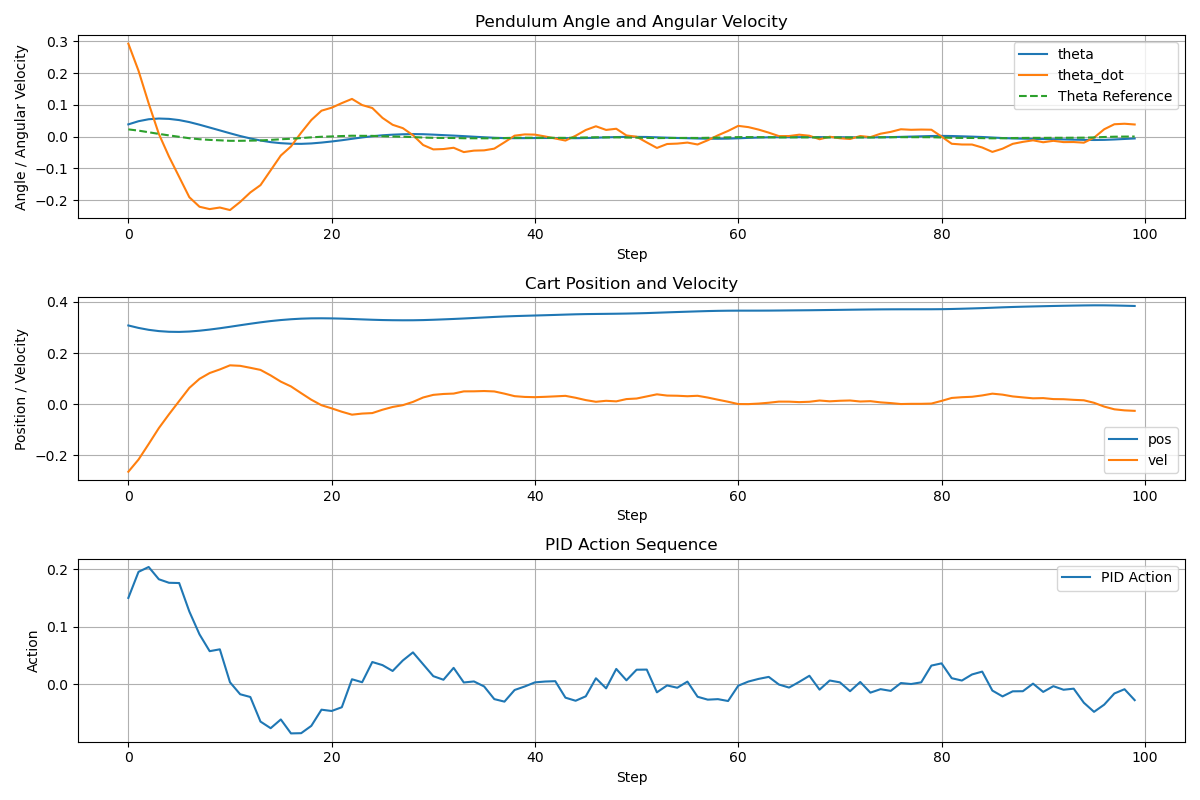 Pendulum Angle and Angular Velocity
Angle / Angular Velocity
0.3
0.2
0.1
0.0
−0.1
−0.2
theta
theta_dot
Theta Reference
0 20 40 60 80 100
Step
Cart Position and Velocity
Position / Velocity
0.4
0.2
0.0
−0.2
pos
vel
0 20 40 60 80 100
Step
PID Action Sequence
Action
0.2
0.1
0.0
PID Action
0 20 40 60 80 100
Step